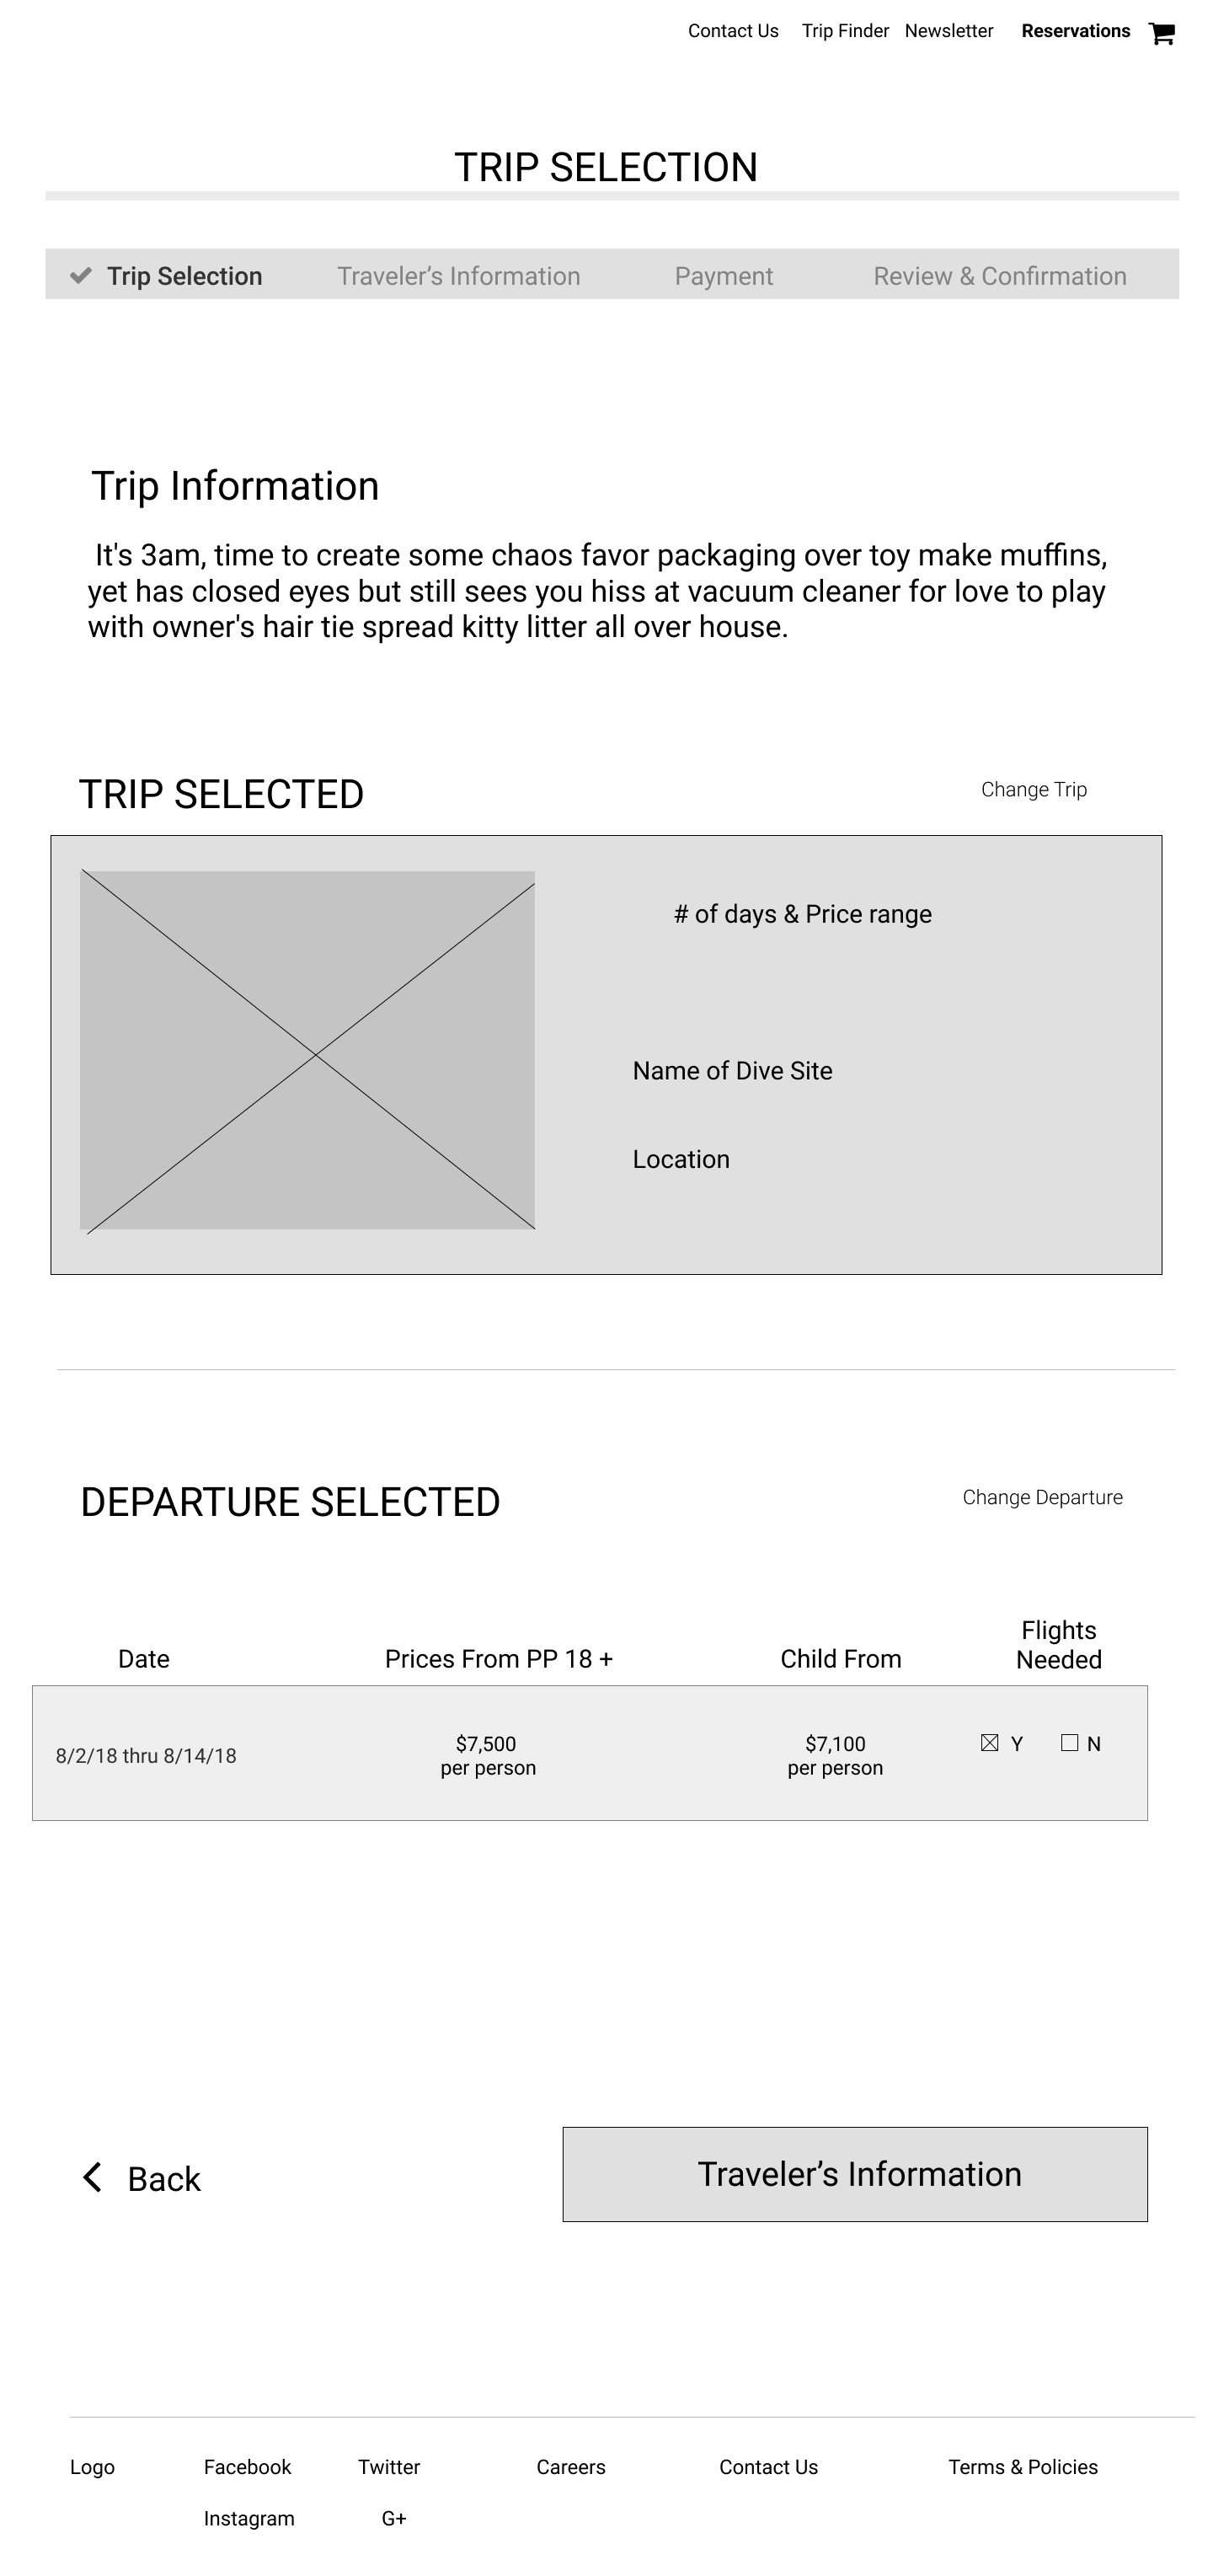 Contact Us Trip Finder Newsletter Reservations
TRIP SELECTION
Trip Selection Traveler’s Information Payment Review & Confirmation
Trip Information
It's 3am, time to create some chaos favor packaging over toy make muffins,
yet has closed eyes but still sees you hiss at vacuum cleaner for love to play
with owner's hair tie spread kitty litter all over house.
TRIP SELECTED Change Trip
# of days & Price range
Name of Dive Site
Location
DEPARTURE SELECTED Change Departure
Flights
Date Prices From PP 18 + Child From Needed
$7,500 $7,100 Y N
8/2/18 thru 8/14/18
per person per person
Back Traveler’s Information
Logo Facebook Twitter Careers Contact Us Terms & Policies
Instagram G+